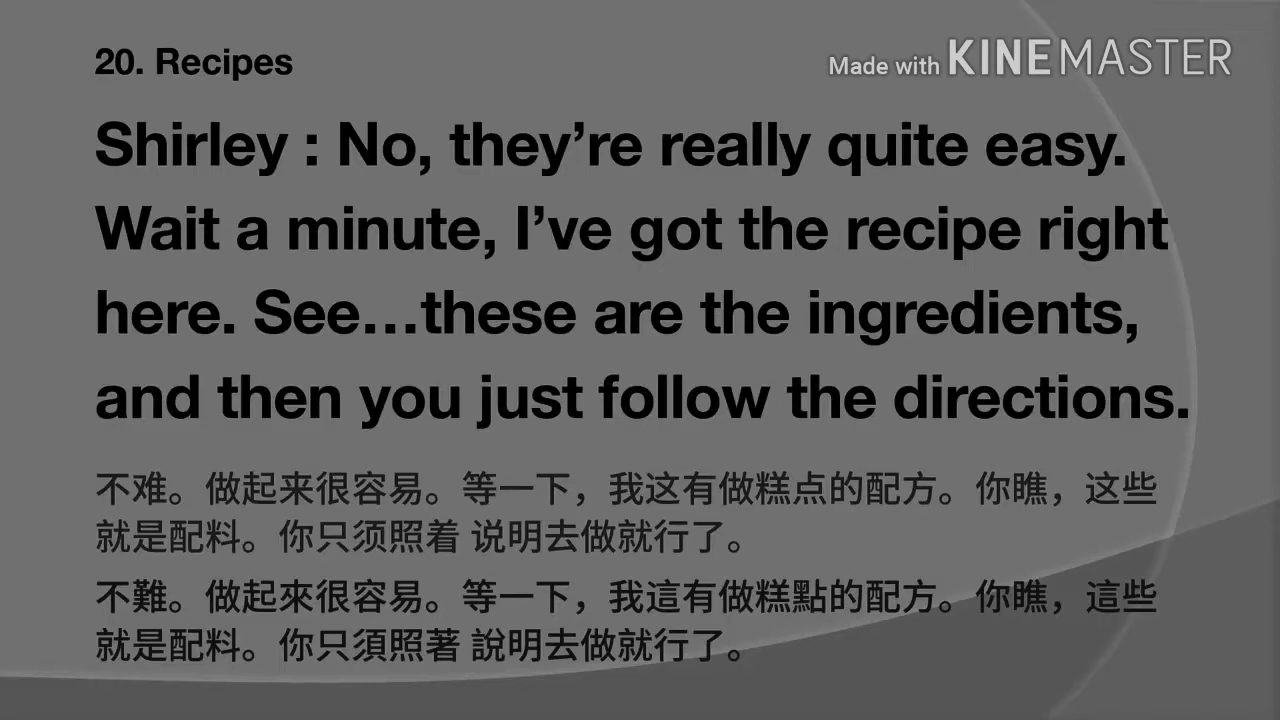 20. Recipes
Made with KINEMASTER
Shirley : No, they’re really quite easy.
Wait a minute, I’ve got the recipe right
here. See…these are the ingredients,
and then you just follow the directions.
不难。做起来很容易。等一下，我这有做糕点的配方。你瞧，这些
就是配料。你只须照着 说明去做就行了。
不難。做起來很容易。等一下，我這有做糕點的配方。你瞧，這些
就是配料。你只須照著 說明去做就行了。